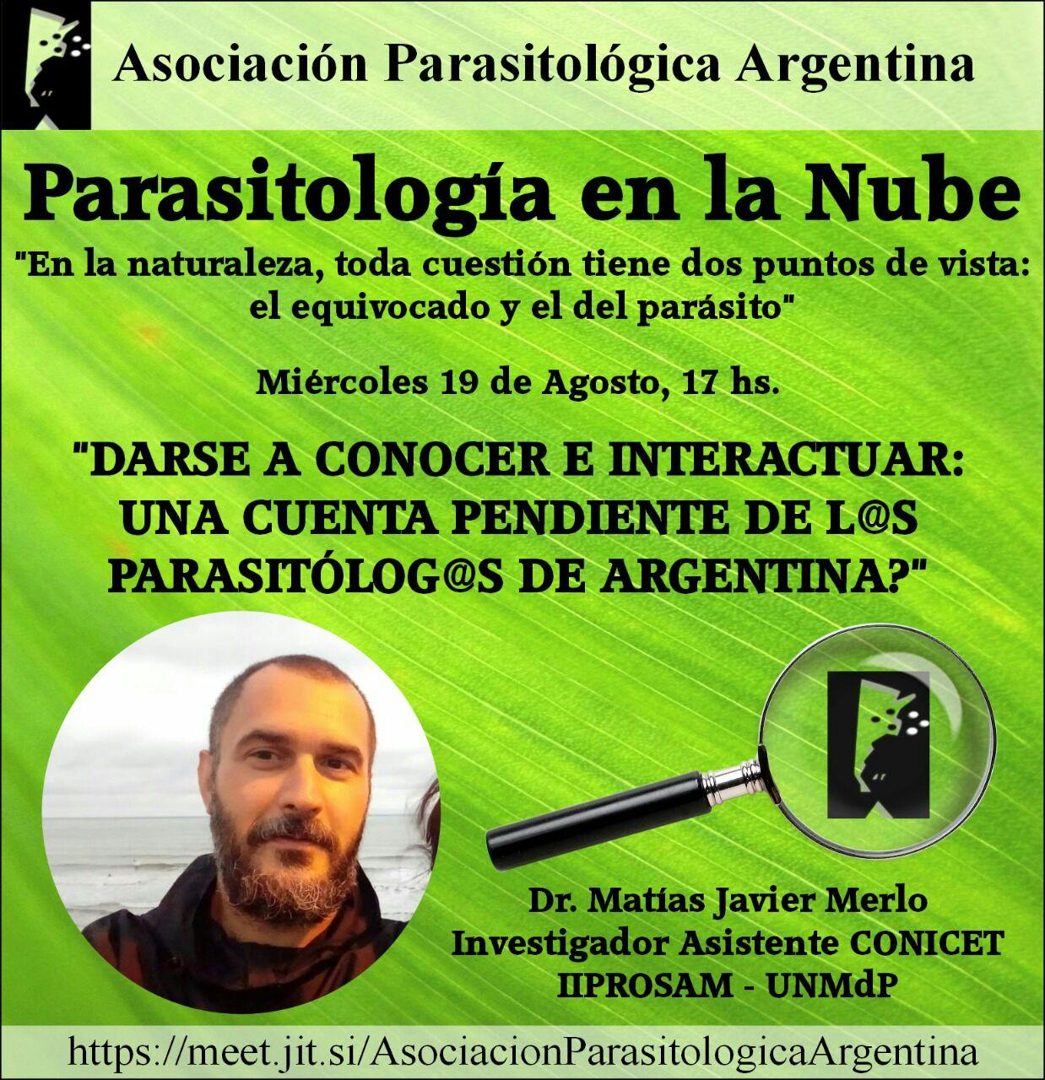 Asociación Parasitológica Argentina
Parasitología en la Nube
"En la naturaleza, toda cuestión tiene dos puntos de vista:
el equivocado y el del parásito"
Miércoles 19 de Agosto, 17 hs.
"DARSE A CONOCER E INTERACTUAR:
UNA CUENTA PENDIENTE DE L@S
PARASITÓLOG@S DE ARGENTINA?"
Dr. Matías Javier Merlo
Investigador Asistente CONICET
IIPROSAM - UNMdP
https://meet.jit.si/AsociacionParasitologicaArgentina